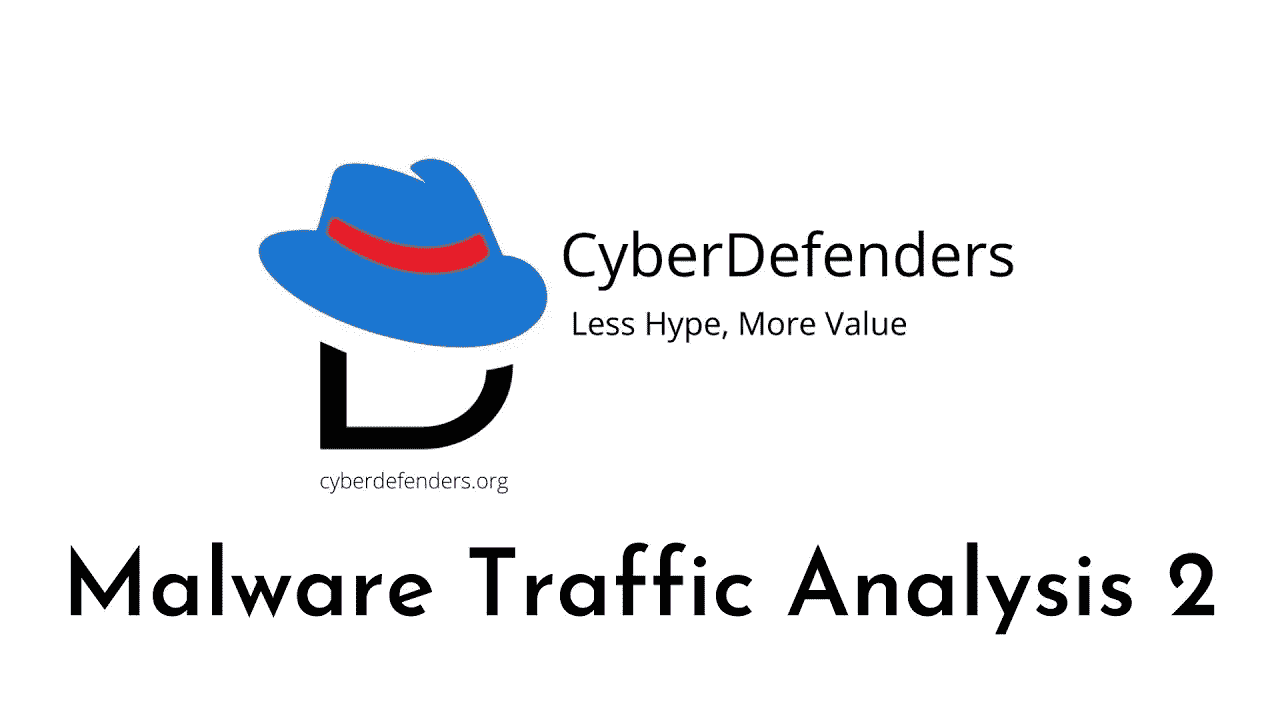 CyberDefenders
Less Hype, More Value
cyberdefenders.org
Malware Traffic Analysis 2